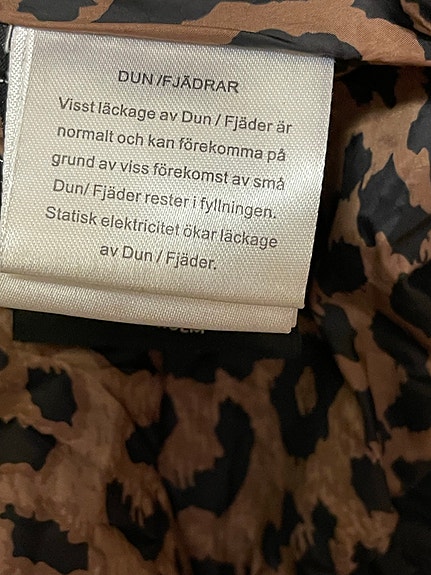 DUN/FJÄDRAR
Visst läckage av Dun / Fjäder är
normalt och kan förekomma på
grund av viss förekomst av små
Dun/ Fjäder rester i fyllningen.
Statisk elektricitet ökar läckage
av Dun / Fjäder.